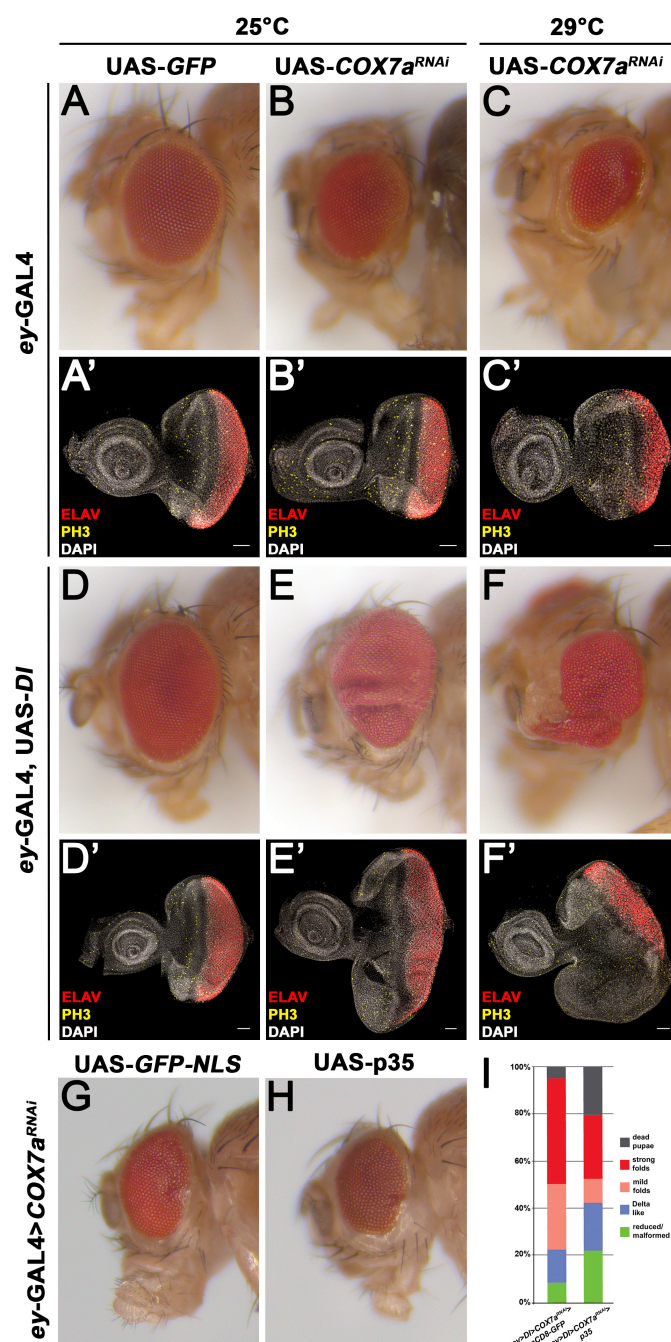 25°C 29°C
UAS-GFP UAS-COX7aRNAi UAS-COX7aRNAi
ey-GAL4
A B C
A' B' C'
ELAV ELAV ELAV
PH3 PH3 PH3
DAPI DAPI DAPI
ey-GAL4, UAS-Dl
D E F
D' E' F'
ELAV ELAV ELAV
PH3 PH3 PH3
DAPI DAPI DAPI
UAS-GFP-NLS UAS-p35
ey-GAL4>COX7aRNAi
G H I
100%
80%
60%
40%
20%
0%
dead
pupae
strong
folds
mild
folds
Delta
like
reduced/
malformed
p35